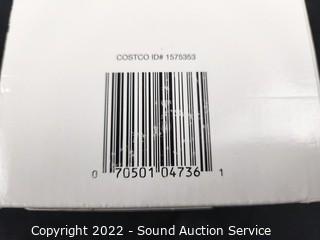 COSTCO ID# 1575353
0 70501 04736 1
Copyright 2022 - Sound Auction Service